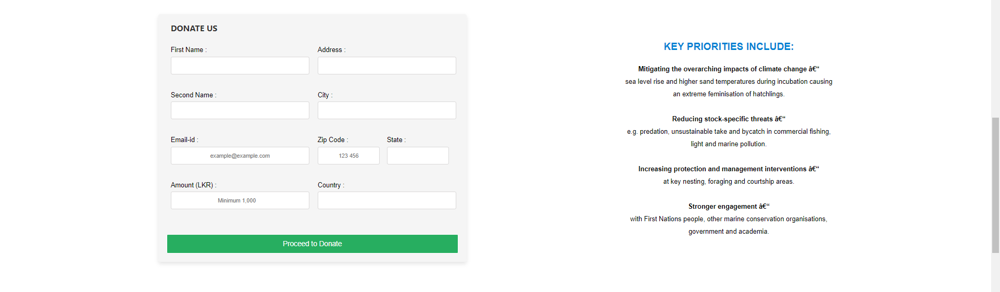 DONATE US
First Name :
Address :
Second Name :
City :
Email-id :
Zip Code :
State :
example@example.com
123 456
Amount (LKR) :
Country :
Minimum 1,000
Proceed to Donate
KEY PRIORITIES INCLUDE:
Mitigating the overarching impacts of climate change â€“
sea level rise and higher sand temperatures during incubation causing
an extreme feminisation of hatchlings.
Reducing stock-specific threats â€“
e.g. predation, unsustainable take and bycatch in commercial fishing,
light and marine pollution.
Increasing protection and management interventions â€“
at key nesting, foraging and courtship areas.
Stronger engagement â€“
with First Nations people, other marine conservation organisations,
government and academia.